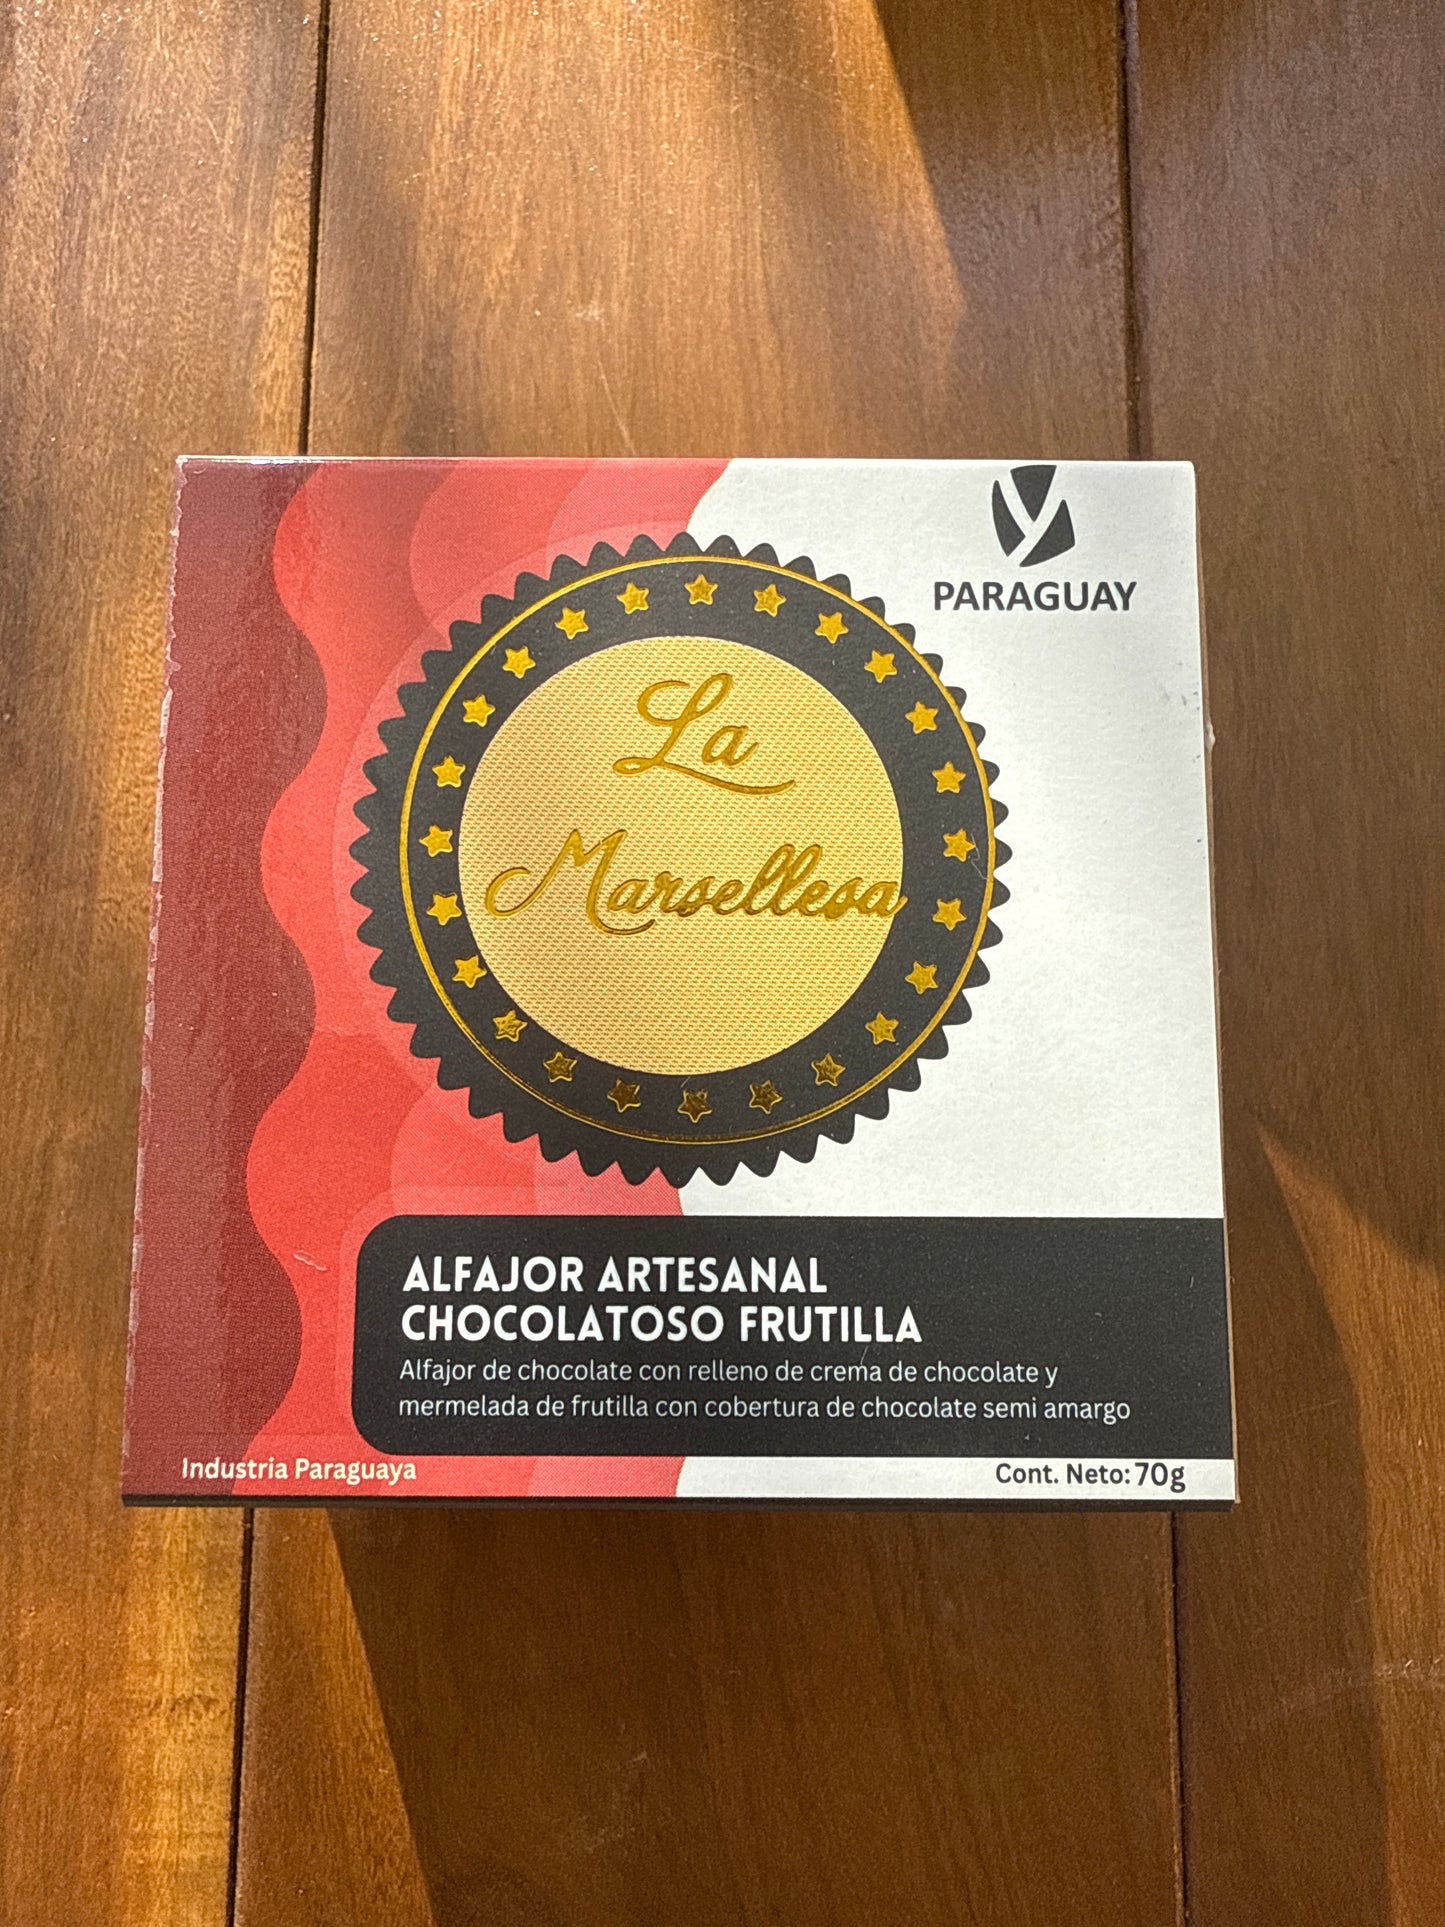 PARAGUAY
La
Marsellesa
ALFAJOR ARTESANAL
CHOCOLATOSO FRUTILLA
Alfajor de chocolate con relleno de crema de chocolate y
mermelada de frutilla con cobertura de chocolate semi amargo
Industria Paraguaya
Cont. Neto: 70g